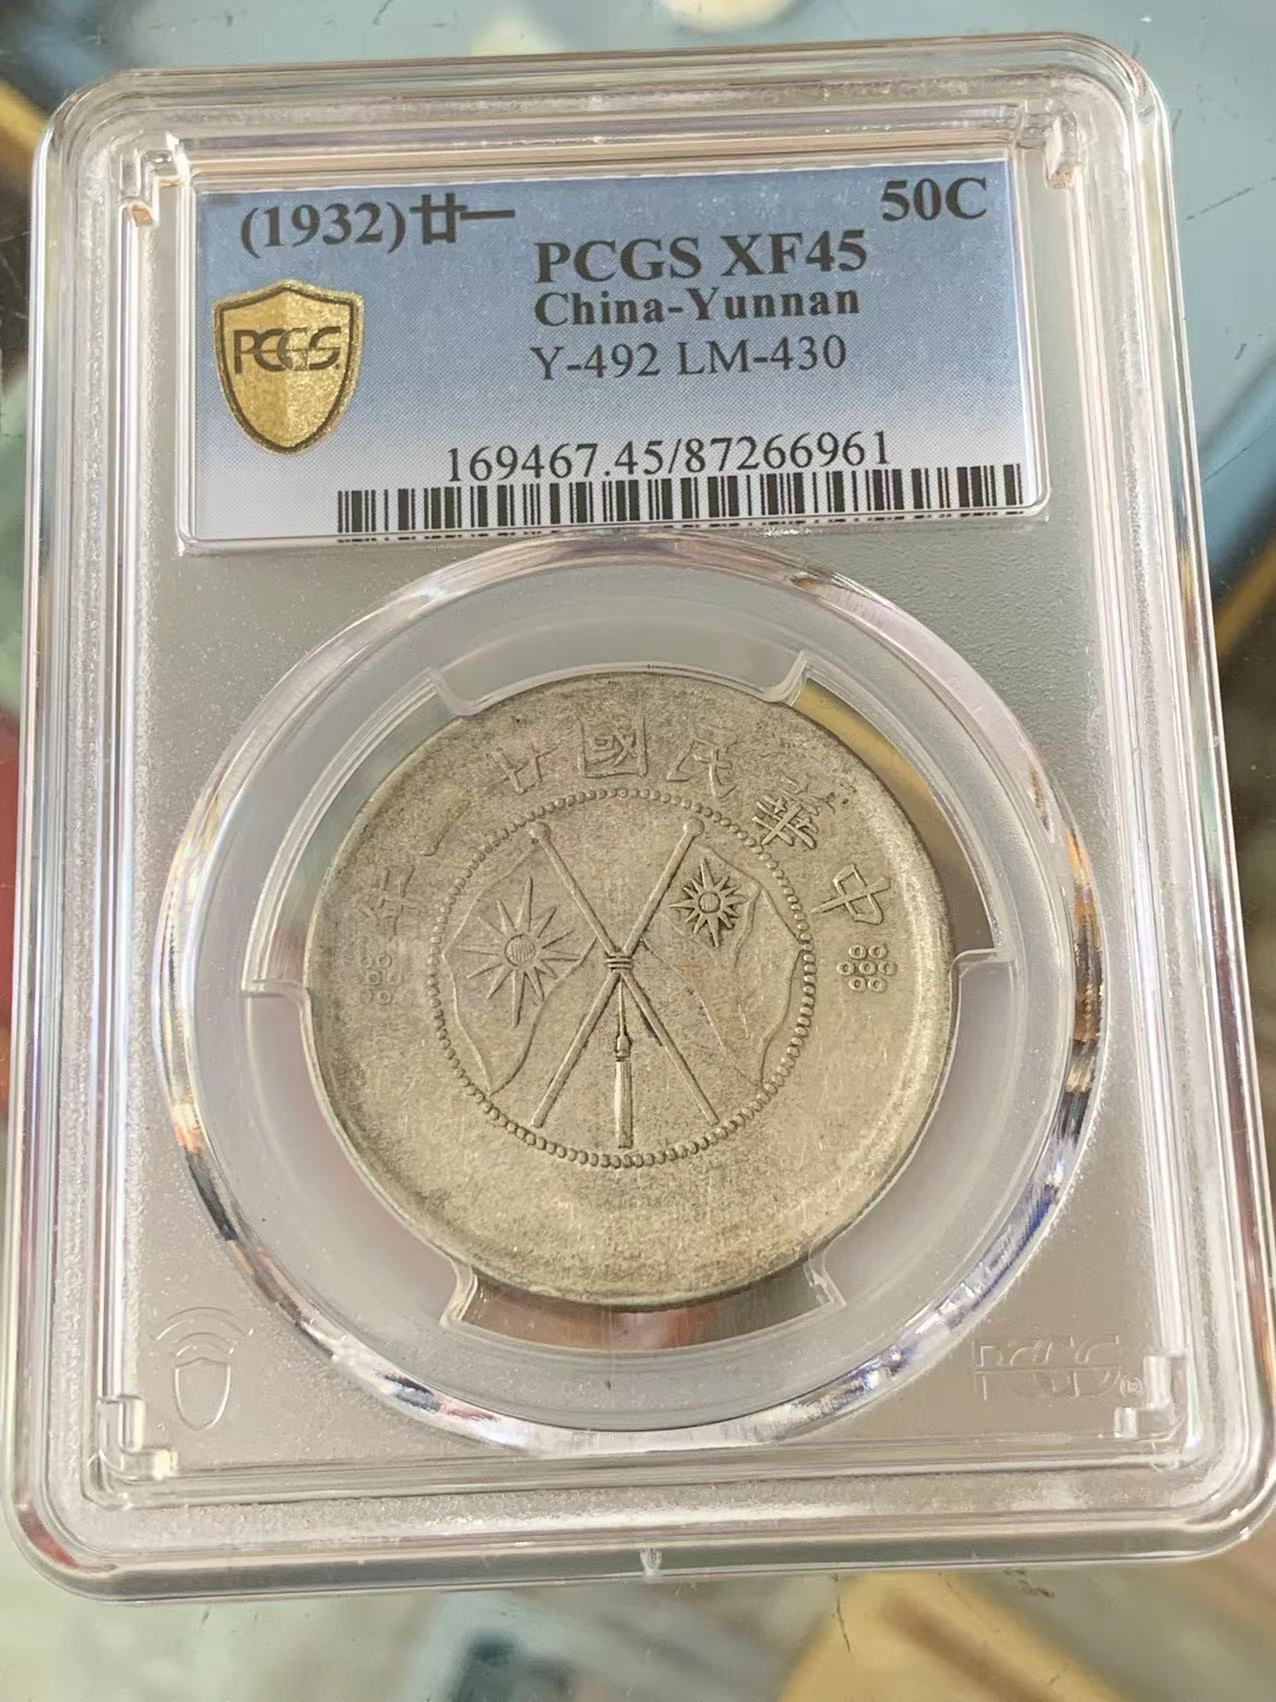 (1932)廿一
50C
PCGS XF45
China-Yunnan
Y-492 LM-430
PCGS
169467.45/87266961
年一廿國民華中
PCGS